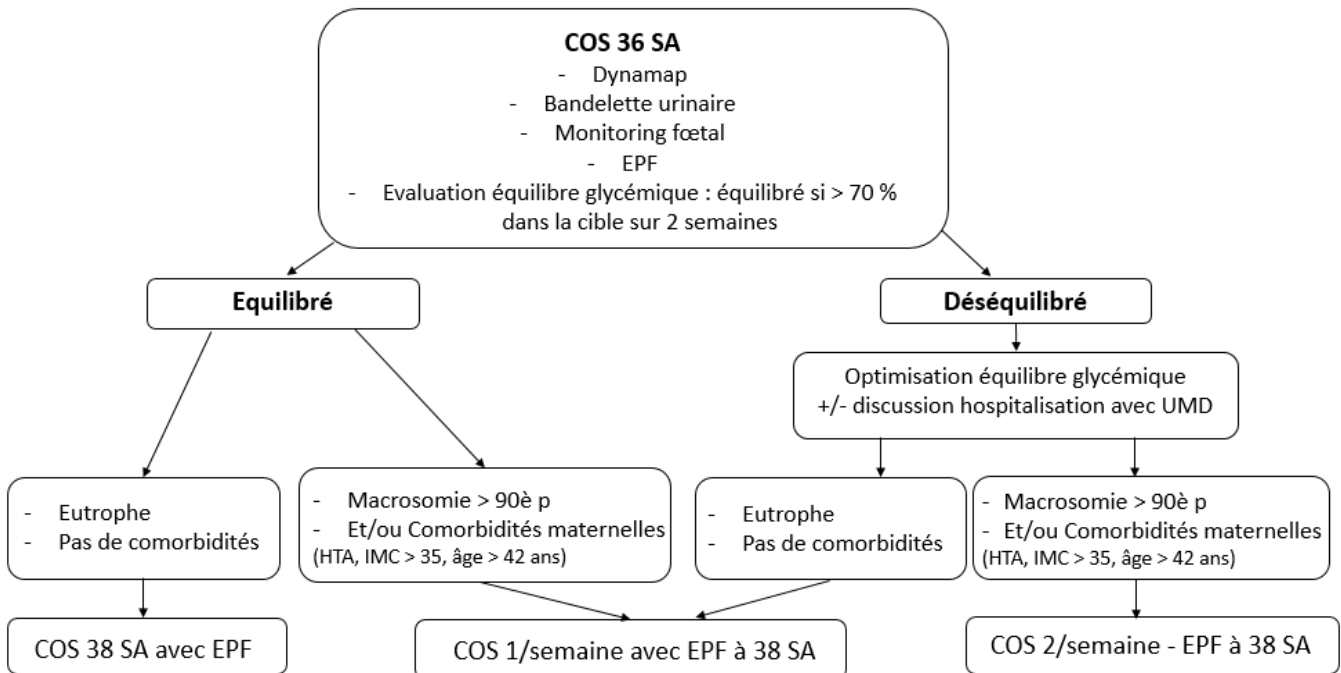 COS 36 SA
- Dynamap
- Bandelette urinaire
- Monitoring fœtal
- EPF
- Evaluation équilibre glycémique : équilibré si > 70 %
dans la cible sur 2 semaines
Equilibré
Déséquilibré
Optimisation équilibre glycémique
+/- discussion hospitalisation avec UMD
- Eutrophe
- Pas de comorbidités
- Macrosomie > 90è p
- Et/ou Comorbidités maternelles
(HTA, IMC > 35, âge > 42 ans)
- Eutrophe
- Pas de comorbidités
- Macrosomie > 90è p
- Et/ou Comorbidités maternelles
(HTA, IMC > 35, âge > 42 ans)
COS 38 SA avec EPF
COS 1/semaine avec EPF à 38 SA
COS 2/semaine - EPF à 38 SA